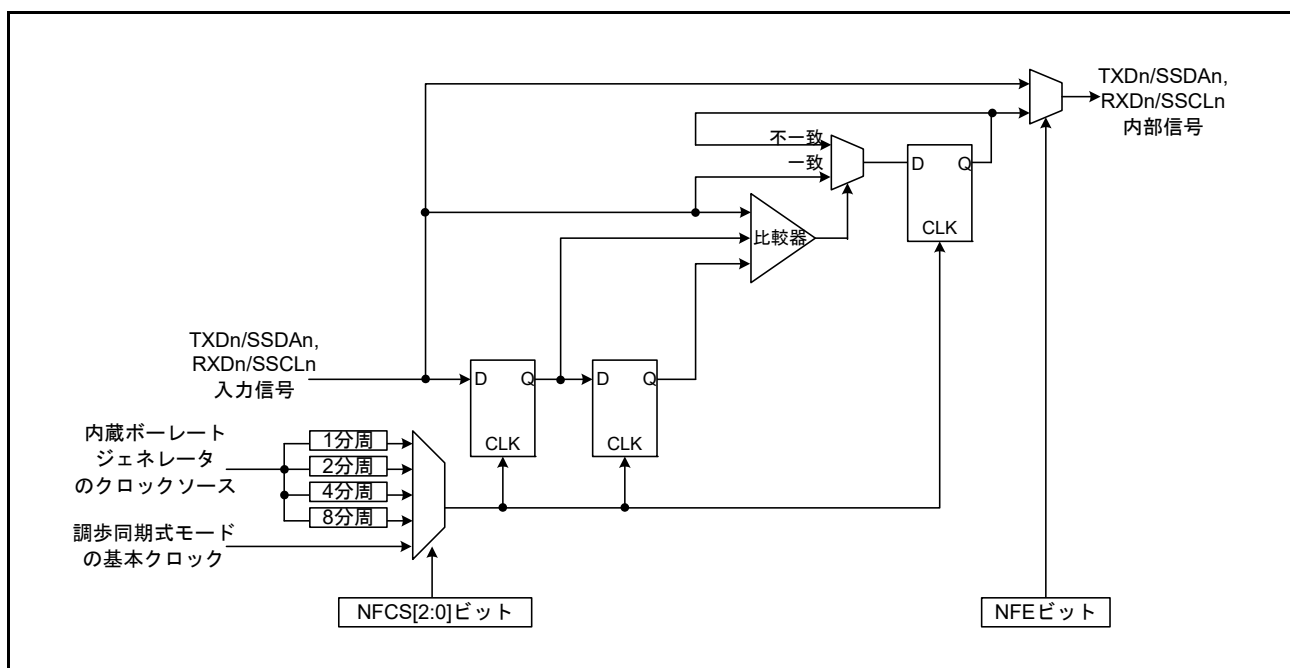 TXDn/SSDAn,
RXDn/SSCLn
内部信号
不一致
一致
D
Q
CLK
比較器
TXDn/SSDAn,
RXDn/SSCLn
入力信号
D
Q
CLK
D
Q
CLK
内蔵ボーレート
ジェネレータ
のクロックソース
1分周
2分周
4分周
8分周
調歩同期式モード
の基本クロック
NFCS[2:0]ビット
NFEビット